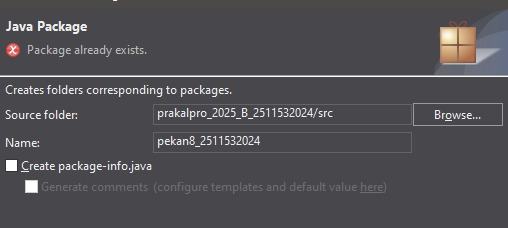 Java Package
Package already exists.
Creates folders corresponding to packages.
Source folder: prakalpro_2025_B_2511532024/src Browse...
Name: pekan8_2511532024
Create package-info.java
Generate comments (configure templates and default value here)